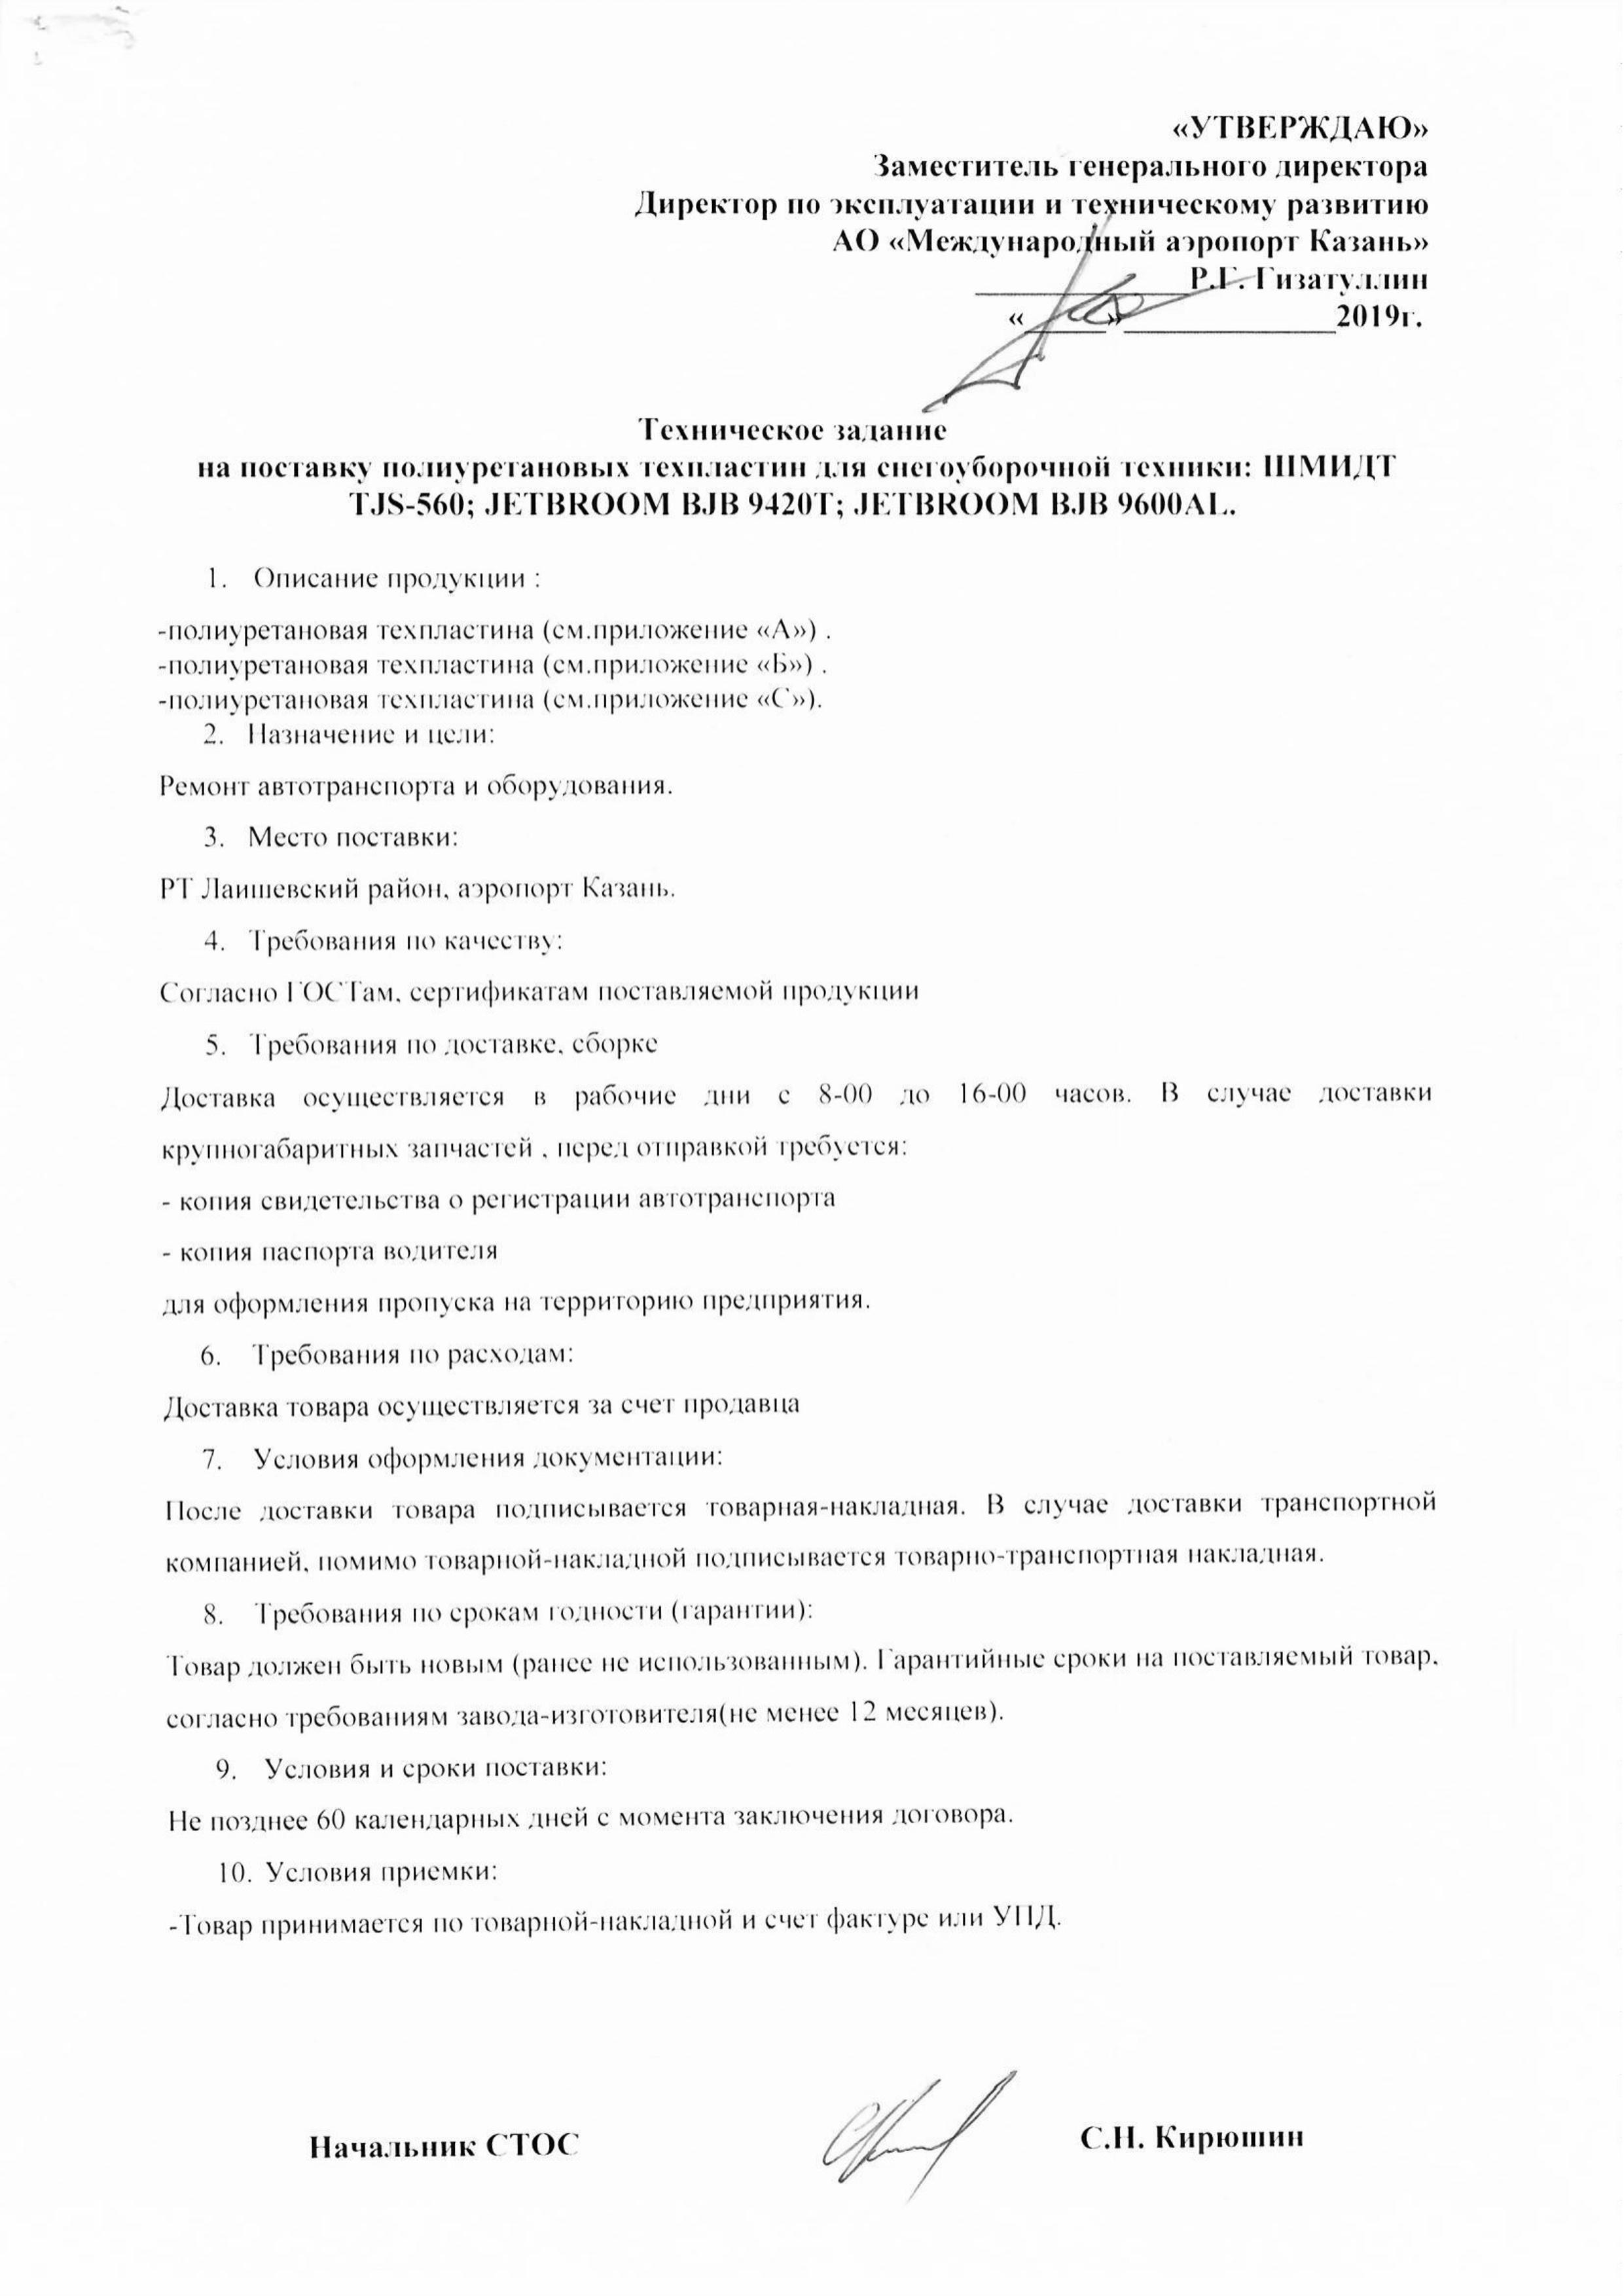 «УТВЕРЖДАЮ»
Заместитель генерального директора
Директор по эксплуатации и техническому развитию
АО «Международный аэропорт Казань»
_____________Р.Г. Гизатуллин
«_____»_____________2019г.
Техническое задание
на поставку полиуретановых техпластин для снегоуборочной техники: ШМИДТ
TJS-560; JETBROOM BJB 9420T; JETBROOM BJB 9600AL.
1. Описание продукции :
-полиуретановая техпластина (см.приложение «А») .
-полиуретановая техпластина (см.приложение «Б») .
-полиуретановая техпластина (см.приложение «С»).
2. Назначение и цели:
Ремонт автотранспорта и оборудования.
3. Место поставки:
РТ Лаишевский район, аэропорт Казань.
4. Требования по качеству:
Согласно ГОСТам, сертификатам поставляемой продукции
5. Требования по доставке, сборке
Доставка осуществляется в рабочие дни с 8-00 до 16-00 часов. В случае доставки
крупногабаритных запчастей , перед отправкой требуется:
- копия свидетельства о регистрации автотранспорта
- копия паспорта водителя
для оформления пропуска на территорию предприятия.
6. Требования по расходам:
Доставка товара осуществляется за счет продавца
7. Условия оформления документации:
После доставки товара подписывается товарная-накладная. В случае доставки транспортной
компанией, помимо товарной-накладной подписывается товарно-транспортная накладная.
8. Требования по срокам годности (гарантии):
Товар должен быть новым (ранее не использованным). Гарантийные сроки на поставляемый товар,
согласно требованиям завода-изготовителя(не менее 12 месяцев).
9. Условия и сроки поставки:
Не позднее 60 календарных дней с момента заключения договора.
10. Условия приемки:
-Товар принимается по товарной-накладной и счет фактуре или УПД.
Начальник СТОС С.Н. Кирюшин